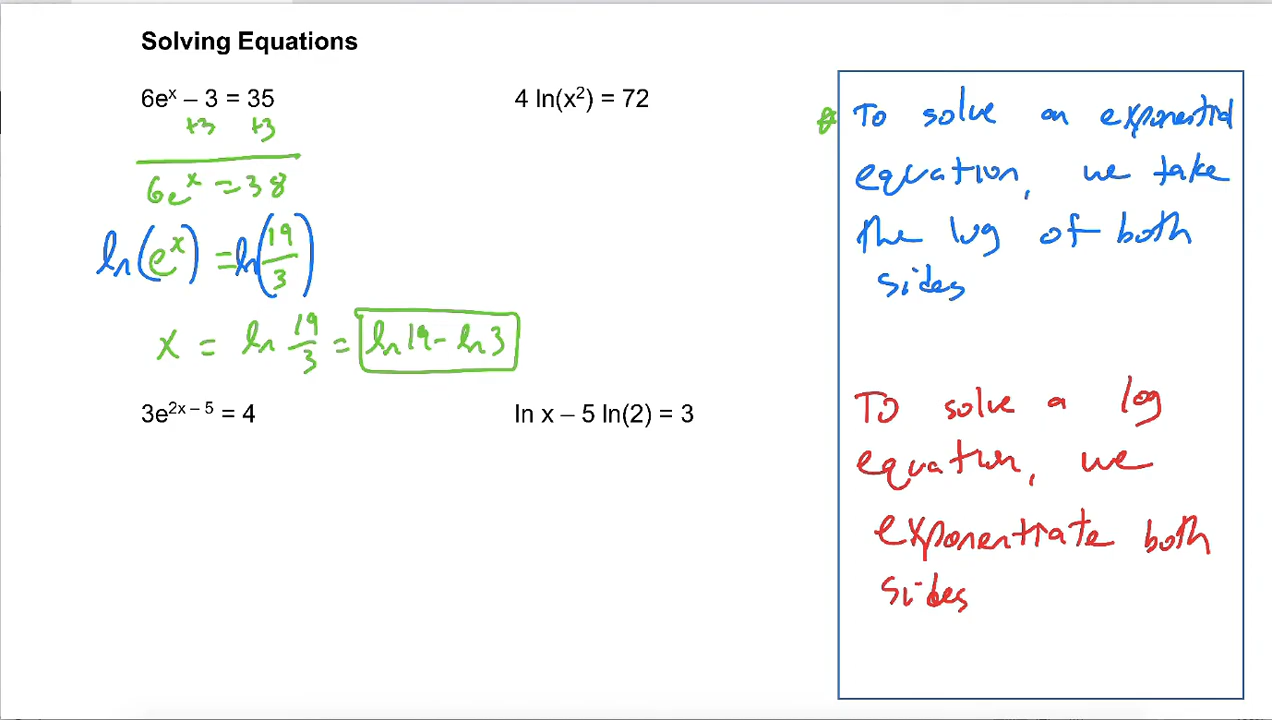 Solving Equations
6eˣ – 3 = 35
+3 +3
6eˣ = 38
ln(eˣ) = ln(19/3)
x = ln 19/3 = ln 19 - ln 3
4 ln(x²) = 72
3e²ˣ ⁻ ⁵ = 4
ln x – 5 ln(2) = 3
To solve an exponential
equation, we take
the log of both
sides
To solve a log
equation, we
exponentrate both
sides